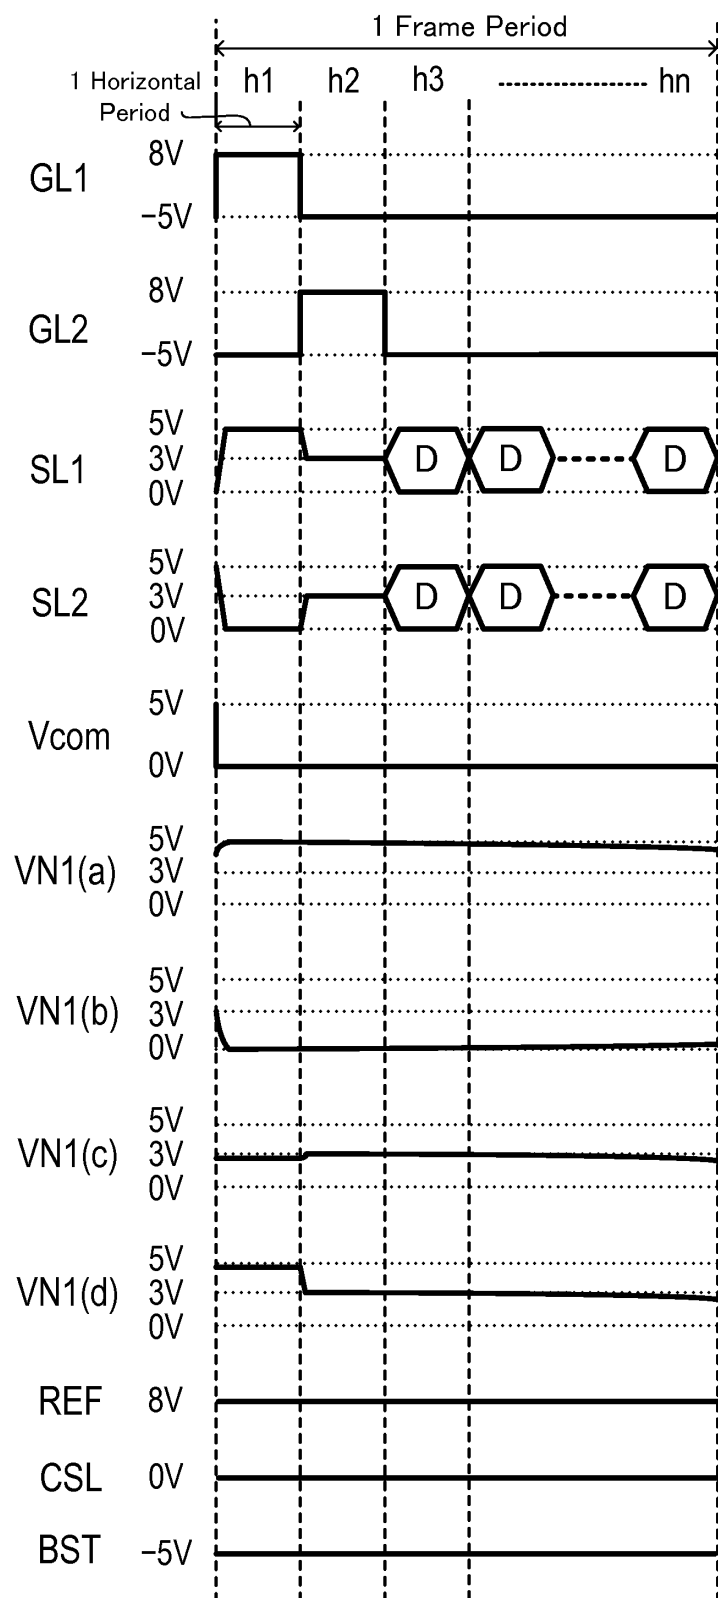 1 Frame Period
1 Horizontal Period
h1 h2 h3 hn
GL1 8V −5V
GL2 8V −5V
SL1 5V 3V 0V D D D
SL2 5V 3V 0V D D D
Vcom 5V 0V
VN1(a) 5V 3V 0V
VN1(b) 5V 3V 0V
VN1(c) 5V 3V 0V
VN1(d) 5V 3V 0V
REF 8V
CSL 0V
BST −5V